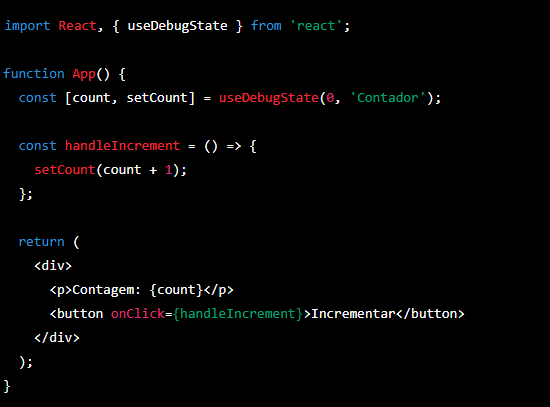 import React, { useDebugState } from 'react';
function App() {
const [count, setCount] = useDebugState(0, 'Contador');
const handleIncrement = () => {
setCount(count + 1);
};
return (
<div>
<p>Contagem: {count}</p>
<button onClick={handleIncrement}>Incrementar</button>
</div>
);
}